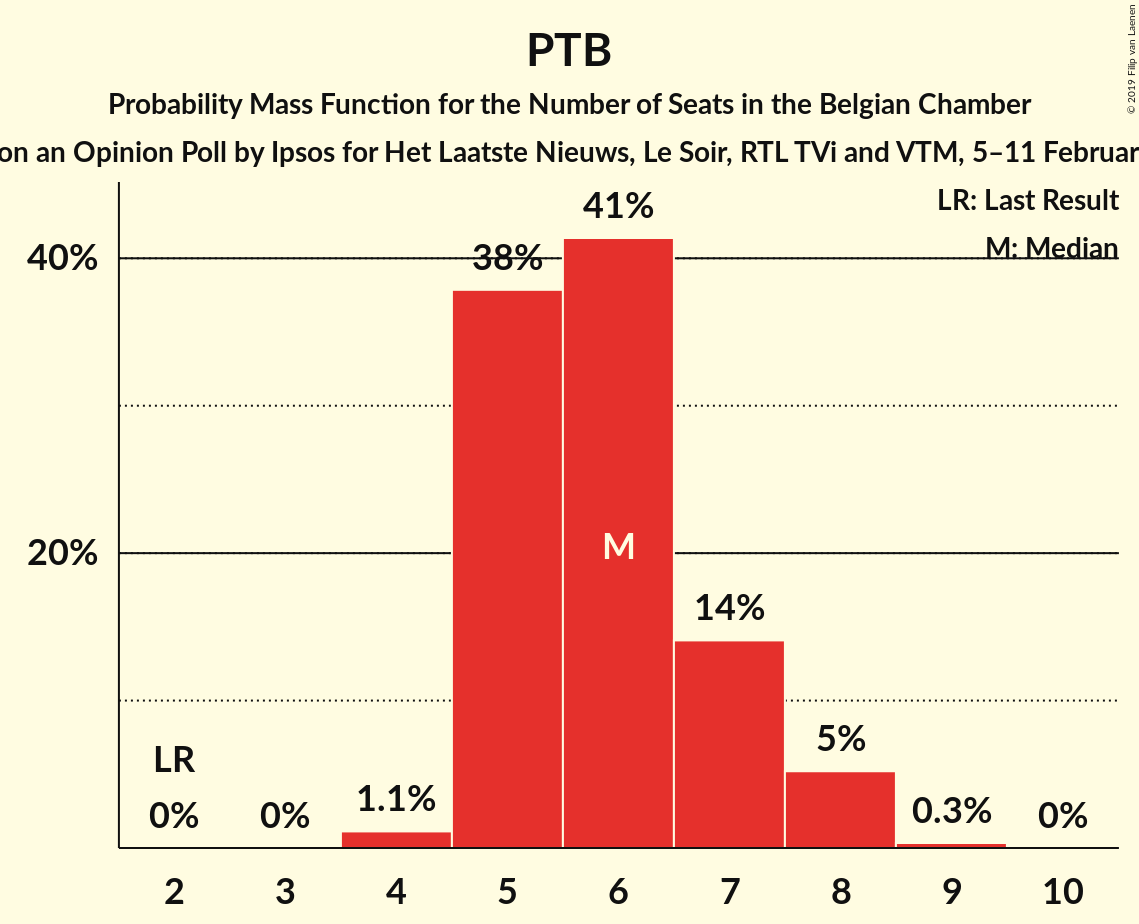 PTB
Probability Mass Function for the Number of Seats in the Belgian Chamber
on an Opinion Poll by Ipsos for Het Laatste Nieuws, Le Soir, RTL TVi and VTM, 5–11 Februar
© 2019 Filip van Laenen
LR: Last Result
M: Median
40%
20%
LR
0%
0%
1.1%
38%
41%
M
14%
5%
0.3%
0%
2 3 4 5 6 7 8 9 10